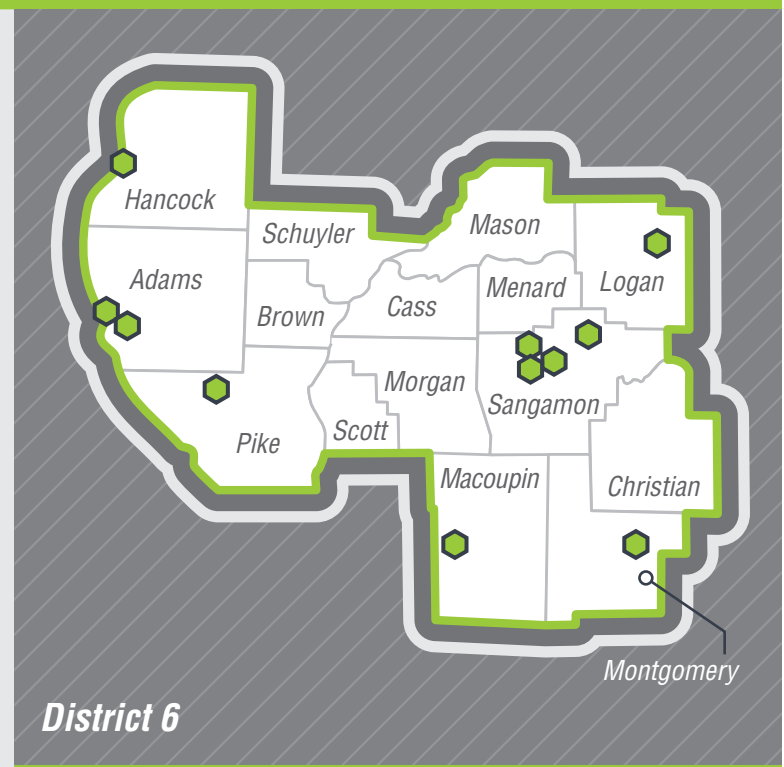 Hancock
Schuyler
Mason
Adams
Logan
Menard
Cass
Brown
Morgan
Sangamon
Scott
Pike
Macoupin
Christian
Montgomery
District 6